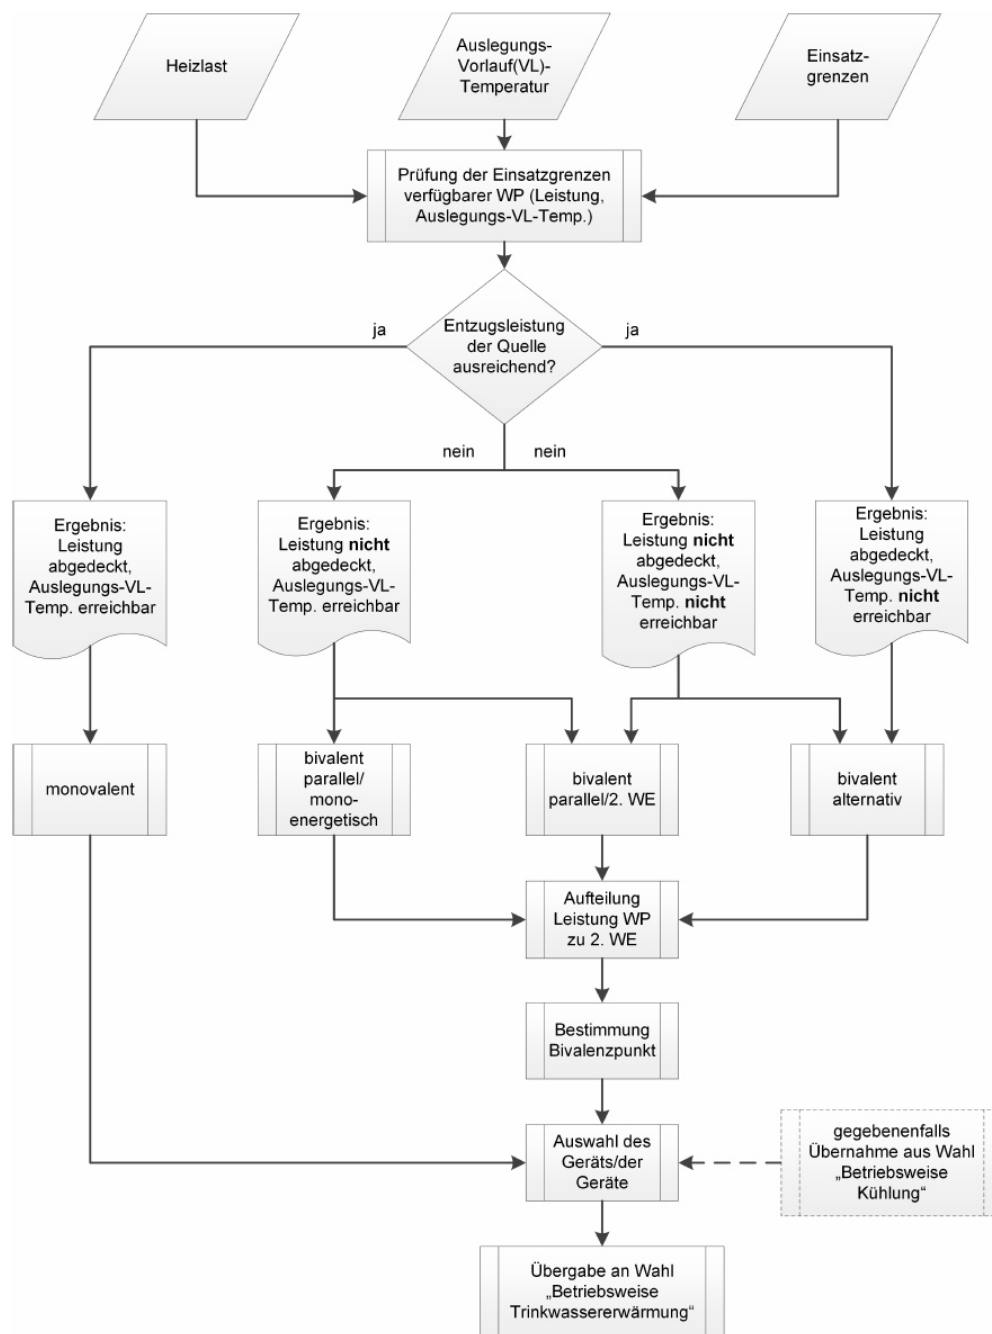 Heizlast
Auslegungs-
Vorlauf(VL)-
Temperatur
Einsatz-
grenzen
Prüfung der Einsatzgrenzen
verfügbarer WP (Leistung,
Auslegungs-VL-Temp.)
ja
Entzugsleistung
der Quelle
ausreichend?
ja
nein
nein
Ergebnis:
Leistung
abgedeckt,
Auslegungs-VL-
Temp. erreichbar
Ergebnis:
Leistung nicht
abgedeckt,
Auslegungs-VL-
Temp. erreichbar
Ergebnis:
Leistung nicht
abgedeckt,
Auslegungs-VL-
Temp. nicht
erreichbar
Ergebnis:
Leistung
abgedeckt,
Auslegungs-VL-
Temp. nicht
erreichbar
monovalent
bivalent
parallel/
mono-
energetisch
bivalent
parallel/2. WE
bivalent
alternativ
Aufteilung
Leistung WP
zu 2. WE
Bestimmung
Bivalenzpunkt
Auswahl des
Geräts/der
Geräte
gegebenenfalls
Übernahme aus Wahl
„Betriebsweise
Kühlung“
Übergabe an Wahl
„Betriebsweise
Trinkwassererwärmung“